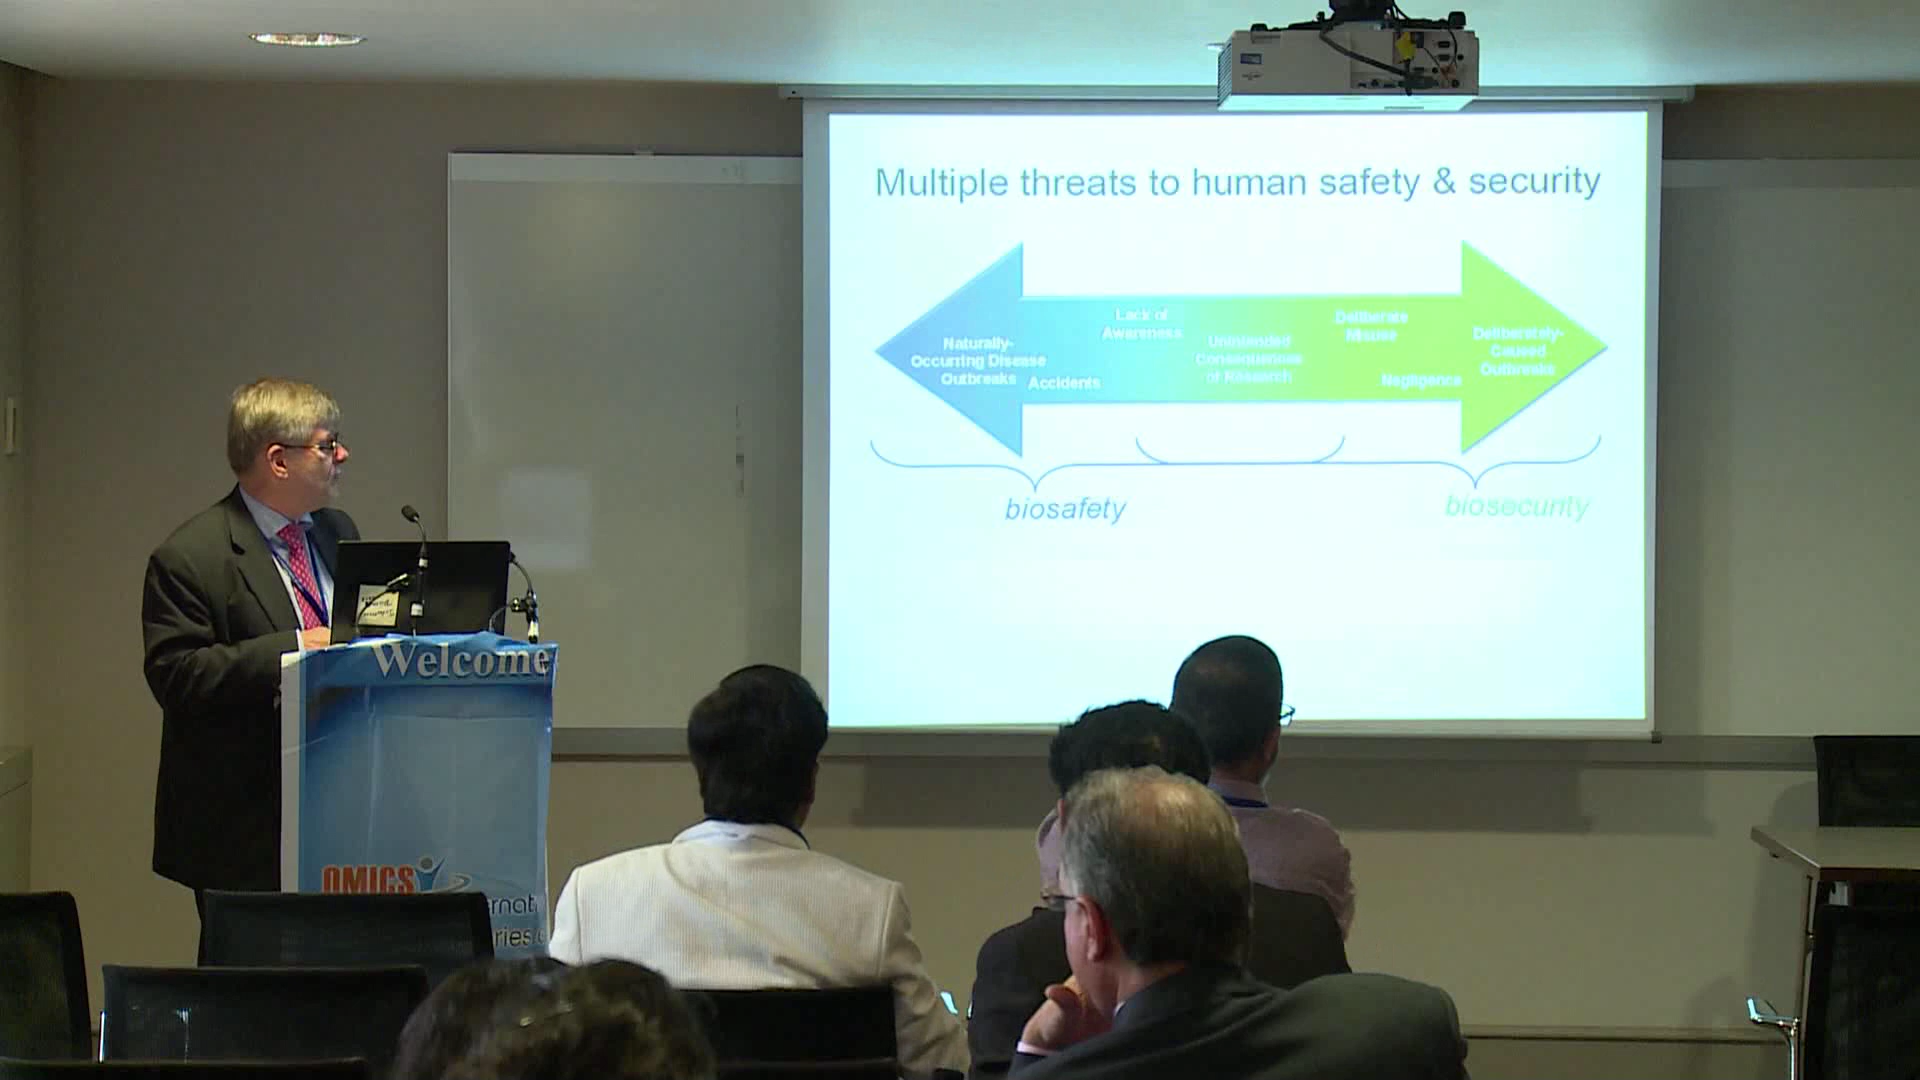 Multiple threats to human safety & security
Naturally-
Occurring Disease
Outbreaks
Accidents
Lack of
Awareness
Unintended
Consequences
of Research
Deliberate
Misuse
Negligence
Deliberately-
Caused
Outbreaks
biosafety
biosecurity
Welcome
OMICS